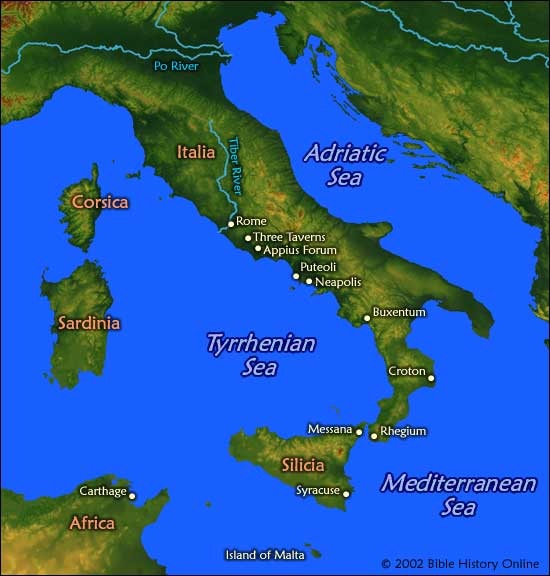 Po River
Italia
Tiber River
Adriatic
Sea
Corsica
Rome
Three Taverns
Appius Forum
Puteoli
Neapolis
Sardinia
Buxentum
Tyrrhenian
Sea
Croton
Messana
Rhegium
Silicia
Syracuse
Mediterranean
Sea
Carthage
Africa
Island of Malta
© 2002 Bible History Online